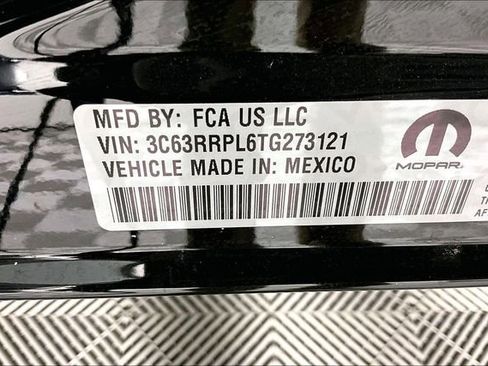 MFD BY: FCA US LLC
VIN: 3C63RRPL6TG273121
VEHICLE MADE IN: MEXICO
MOPAR